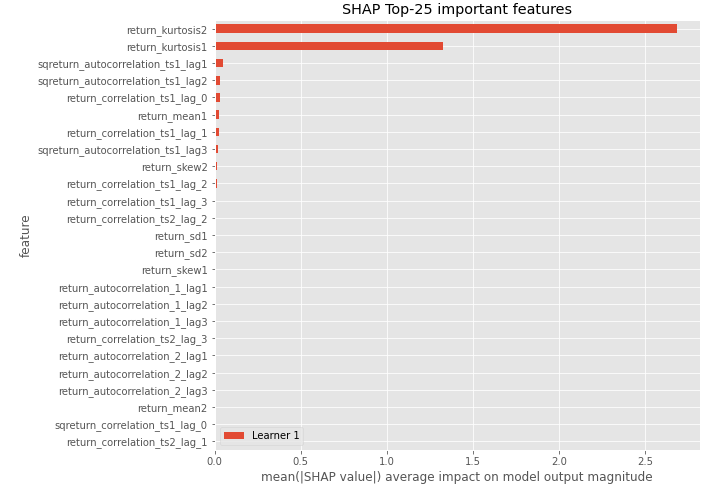 SHAP Top-25 important features
return_kurtosis2
return_kurtosis1
sqreturn_autocorrelation_ts1_lag1
sqreturn_autocorrelation_ts1_lag2
return_correlation_ts1_lag_0
return_mean1
return_correlation_ts1_lag_1
sqreturn_autocorrelation_ts1_lag3
return_skew2
return_correlation_ts1_lag_2
return_correlation_ts1_lag_3
return_correlation_ts2_lag_2
return_sd1
return_sd2
return_skew1
return_autocorrelation_1_lag1
return_autocorrelation_1_lag2
return_autocorrelation_1_lag3
return_correlation_ts2_lag_3
return_autocorrelation_2_lag1
return_autocorrelation_2_lag2
return_autocorrelation_2_lag3
return_mean2
sqreturn_correlation_ts1_lag_0
return_correlation_ts2_lag_1
feature
Learner 1
0.0 0.5 1.0 1.5 2.0 2.5
mean(|SHAP value|) average impact on model output magnitude